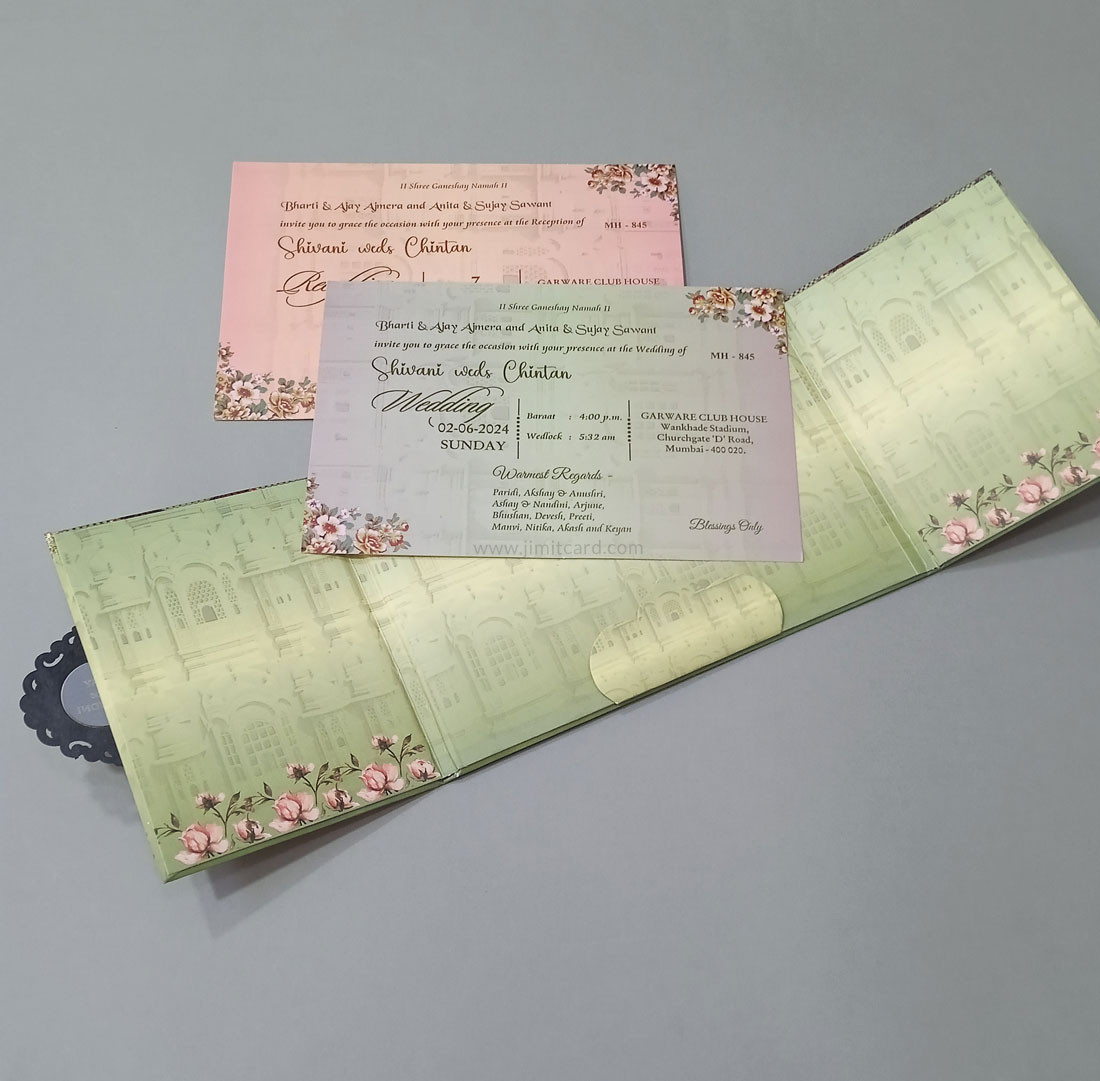 II Shree Ganeshay Namah II
Bharti & Ajay Ajmera and Anita & Sujay Sawant
invite you to grace the occasion with your presence at the Reception of
MH - 845
Shivani weds Chintan
7
GARWARE CLUB HOUSE
II Shree Ganeshay Namah II
Bharti & Ajay Ajmera and Anita & Sujay Sawant
invite you to grace the occasion with your presence at the Wedding of
MH - 845
Shivani weds Chintan
Wedding
02-06-2024
SUNDAY
Baraat : 4:00 p.m.
Wedlock : 5:32 am
GARWARE CLUB HOUSE
Wankhade Stadium,
Churchgate 'D' Road,
Mumbai - 400 020.
Warmest Regards -
Paridi, Akshay & Anushri,
Ashay & Nandini, Arjune,
Bhushan, Devesh, Preeti,
Manvi, Nitika, Akash and Keyan
Blessings Only
www.jimitcard.com